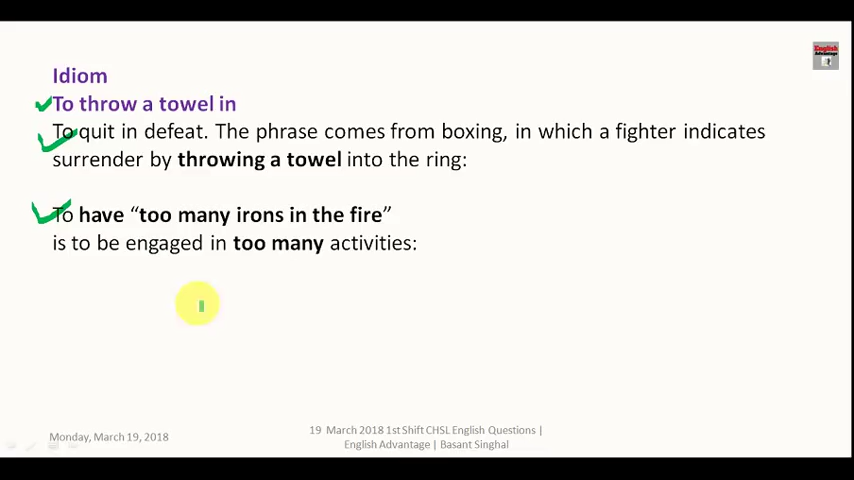 English
Advantage
Idiom
To throw a towel in
To quit in defeat. The phrase comes from boxing, in which a fighter indicates
surrender by throwing a towel into the ring:
To have “too many irons in the fire”
is to be engaged in too many activities:
Monday, March 19, 2018
19 March 2018 1st Shift CHSL English Questions |
English Advantage | Basant Singhal